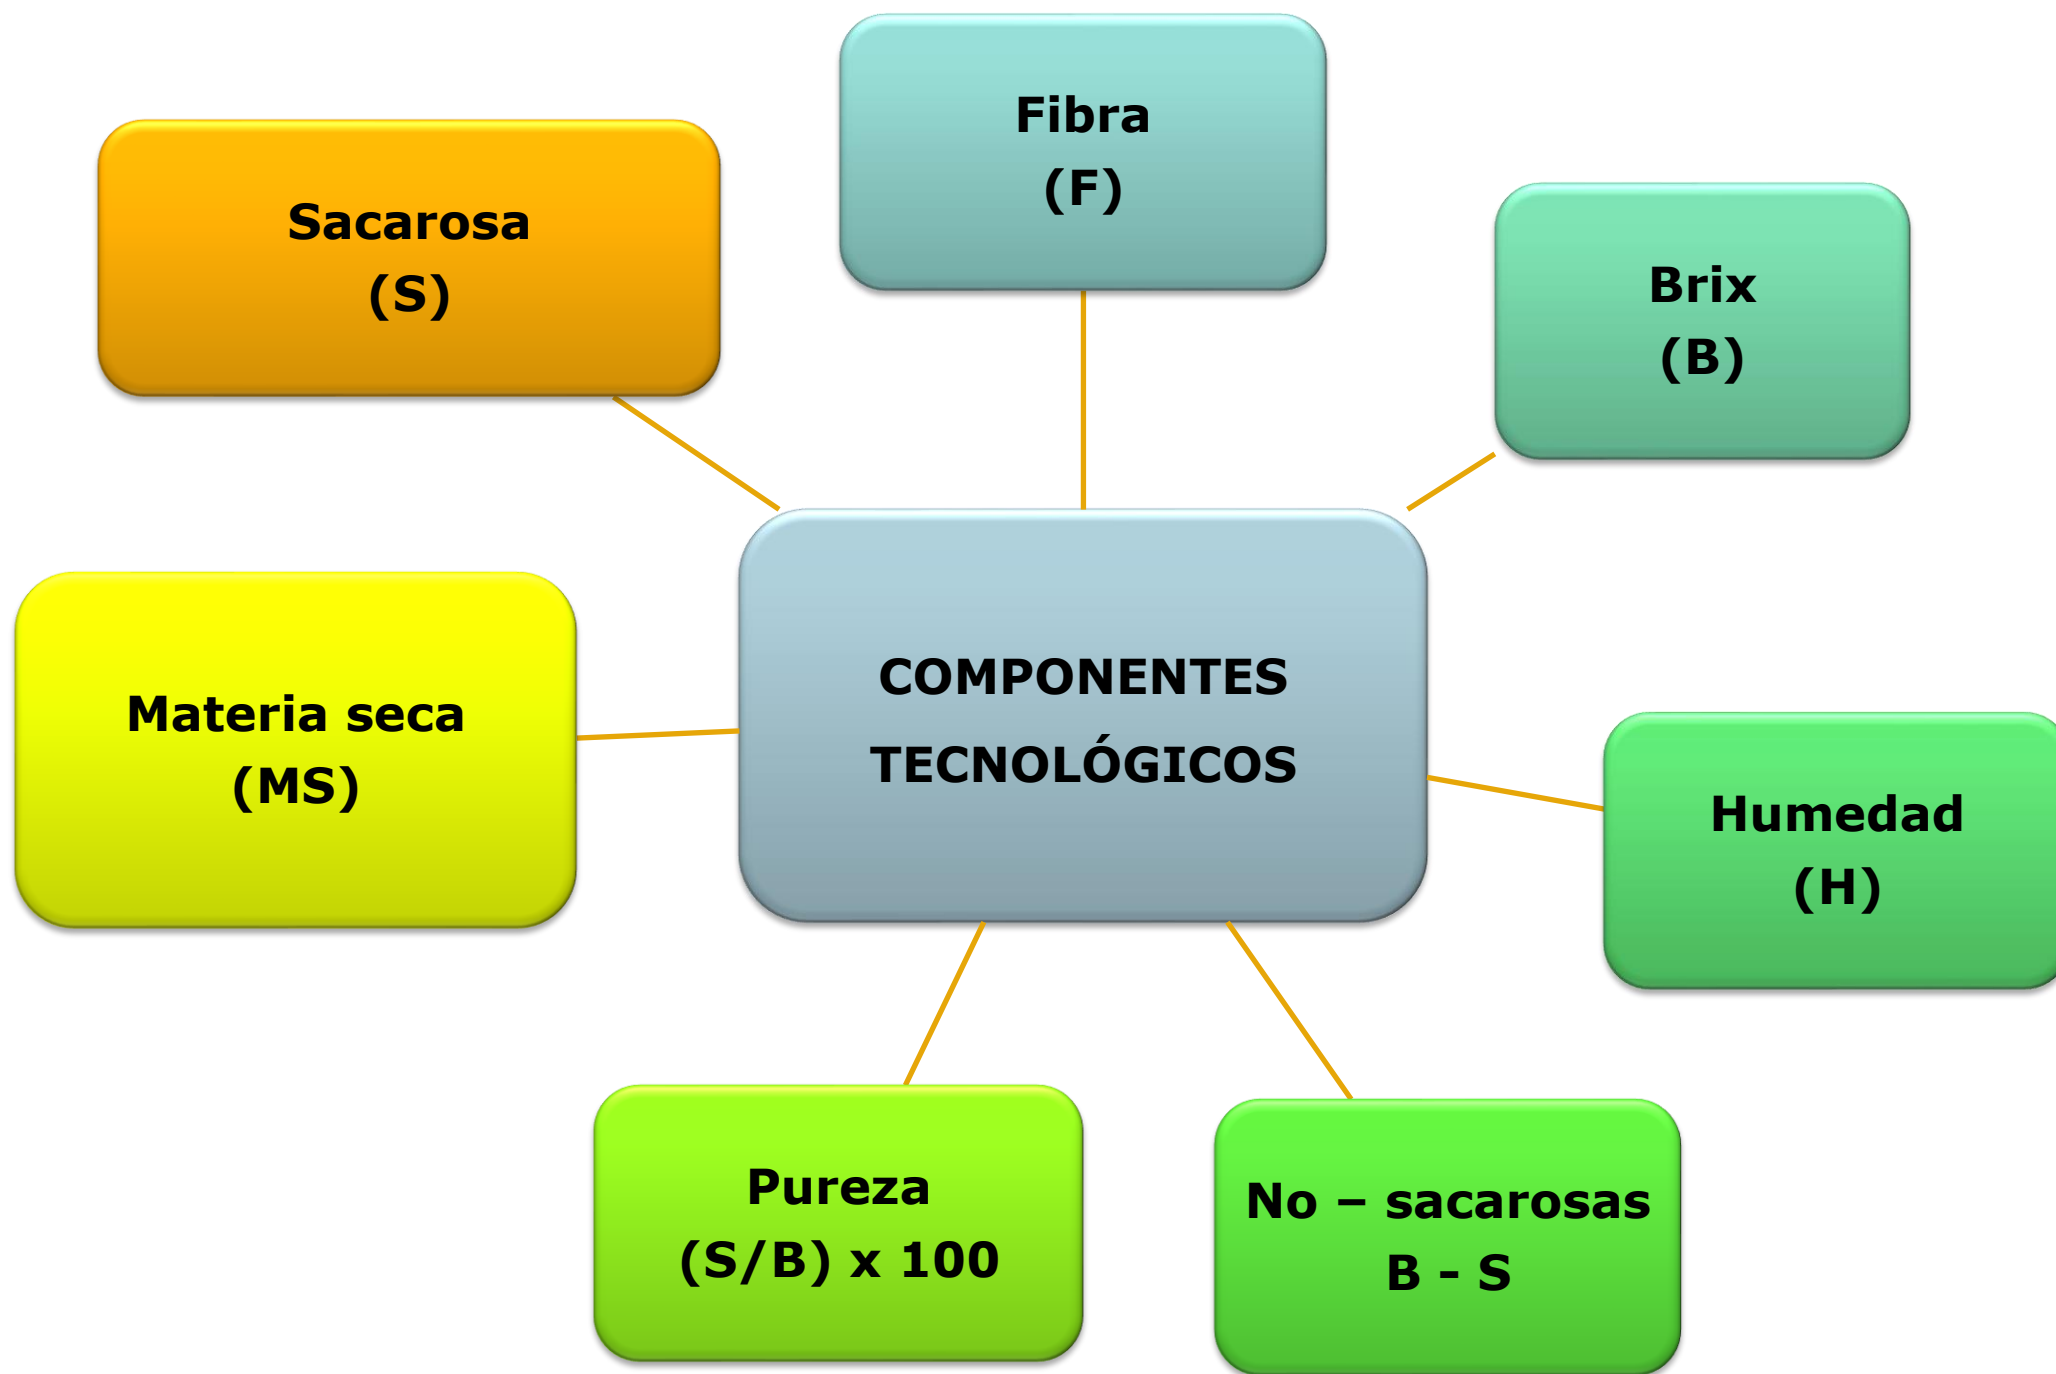 Fibra
(F)
Sacarosa
(S)
Brix
(B)
COMPONENTES
TECNOLÓGICOS
Materia seca
(MS)
Humedad
(H)
Pureza
(S/B) x 100
No – sacarosas
B - S